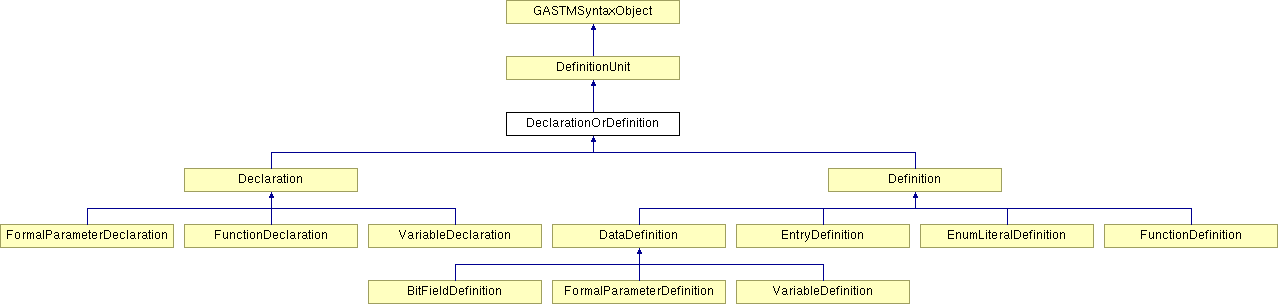 GASTMSyntaxObject
DefinitionUnit
DeclarationOrDefinition
Declaration
Definition
FormalParameterDeclaration
FunctionDeclaration
VariableDeclaration
DataDefinition
EntryDefinition
EnumLiteralDefinition
FunctionDefinition
BitFieldDefinition
FormalParameterDefinition
VariableDefinition